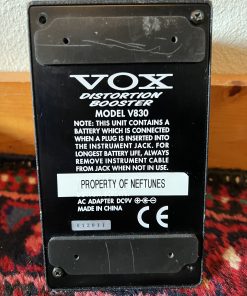 VOX
DISTORTION
BOOSTER
MODEL V830
NOTE: THIS UNIT CONTAINS A
BATTERY WHICH IS CONNECTED
WHEN A PLUG IS INSERTED INTO
THE INSTRUMENT JACK. FOR
LONGEST BATTERY LIFE, ALWAYS
REMOVE INSTRUMENT CABLE
FROM JACK WHEN NOT IN USE.
PROPERTY OF NEFTUNES
AC ADAPTER DC9V
MADE IN CHINA
CE